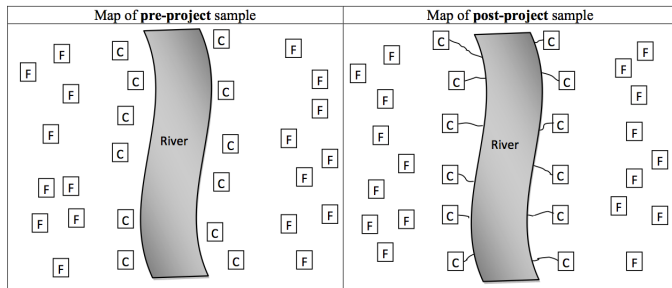 Map of pre-project sample
C
F C F
F C F
F C
C F
F River C F
C F
F F C F
F F C C F F
F C C F
Map of post-project sample
C C
F F
F F
C C F
F
C C
F River F
F
F
C C F
F C C F F
F
F
C C F